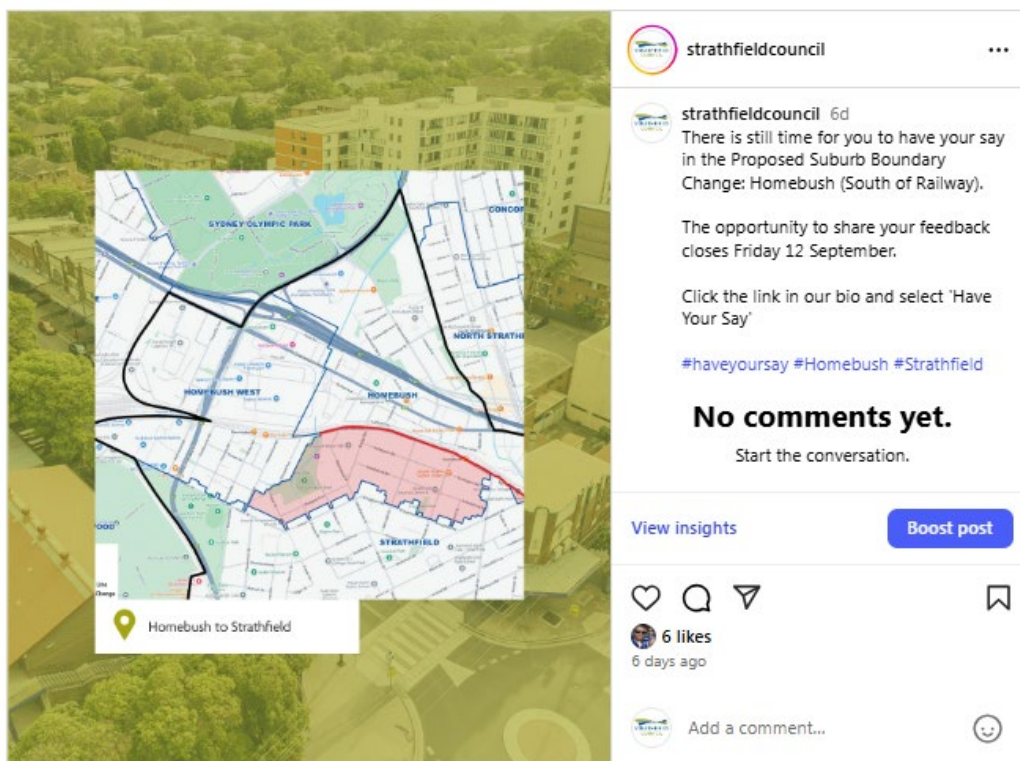 SYDNEY OLYMPIC PARK
CONCOR
NORTH STRATHF
HOMEBUSH WEST
HOMEBUSH
STRATHFIELD
OOD
Change
Homebush to Strathfield
strathfieldcouncil
strathfieldcouncil 6d
There is still time for you to have your say
in the Proposed Suburb Boundary
Change: Homebush (South of Railway).
The opportunity to share your feedback
closes Friday 12 September.
Click the link in our bio and select 'Have
Your Say'
#haveyoursay #Homebush #Strathfield
No comments yet.
Start the conversation.
View insights
Boost post
6 likes
6 days ago
Add a comment...